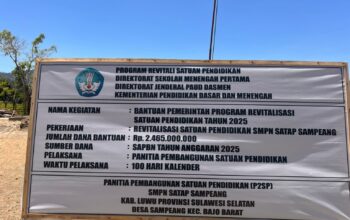 PROGRAM REVITALI SATUAN PENDIDIKAN
DIREKTORAT SEKOLAH MENENGAH PERTAMA
DIREKTORAT JENDERAL PAUD DASMEN
KEMENTERIAN PENDIDIKAN DASAR DAN MENENGAH
NAMA KEGIATAN : BANTUAN PEMERINTAH PROGRAM REVITALISASI
SATUAN PENDIDIKAN TAHUN 2025
PEKERJAAN : REVITALISASI SATUAN PENDIDIKAN SMPN SATAP SAMPEANG
JUMLAH DANA BANTUAN : Rp. 2.465.000.000
SUMBER DANA : SAPBN TAHUN ANGGARAN 2025
PELAKSANA : PANITIA PEMBANGUNAN SATUAN PENDIDIKAN
WAKTU PELAKSANA : 100 HARI KALENDER
PANITIA PEMBANGUNAN SATUAN PENDIDIKAN (P2SP)
SMPN SATAP SAMPEANG
KAB. LUWU PROVINSI SULAWESI SELATAN
DESA SAMPEANG KEC. BAJO BARAT